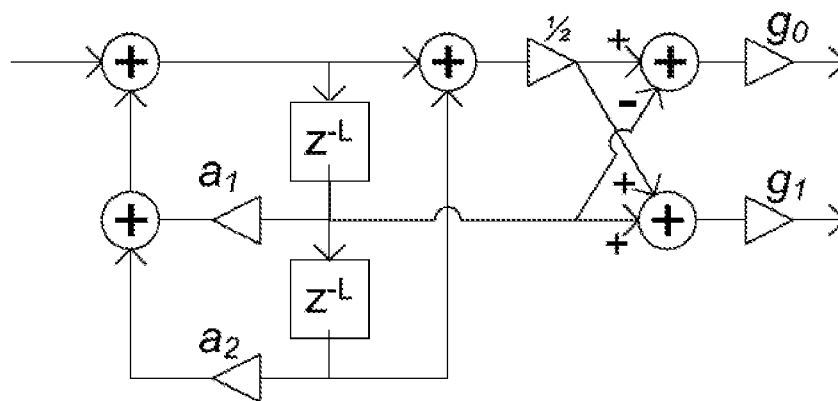 ½ g₀
+ + + +
-
z⁻ᴸ
a₁ + g₁
+ + +
z⁻ᴸ
a₂